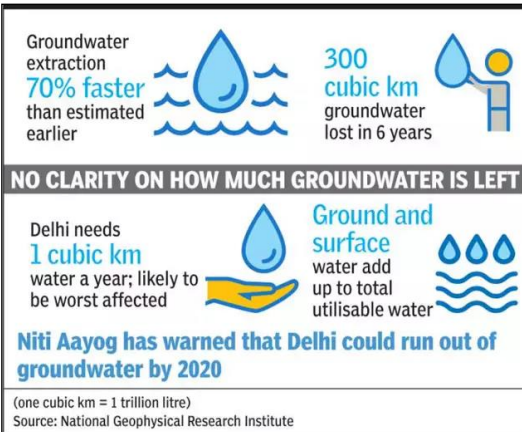 Groundwater
extraction
70% faster
than estimated
earlier
300
cubic km
groundwater
lost in 6 years
NO CLARITY ON HOW MUCH GROUNDWATER IS LEFT
Delhi needs
1 cubic km
water a year; likely to
be worst affected
Ground and
surface
water add
up to total
utilisable water
Niti Aayog has warned that Delhi could run out of
groundwater by 2020
(one cubic km = 1 trillion litre)
Source: National Geophysical Research Institute